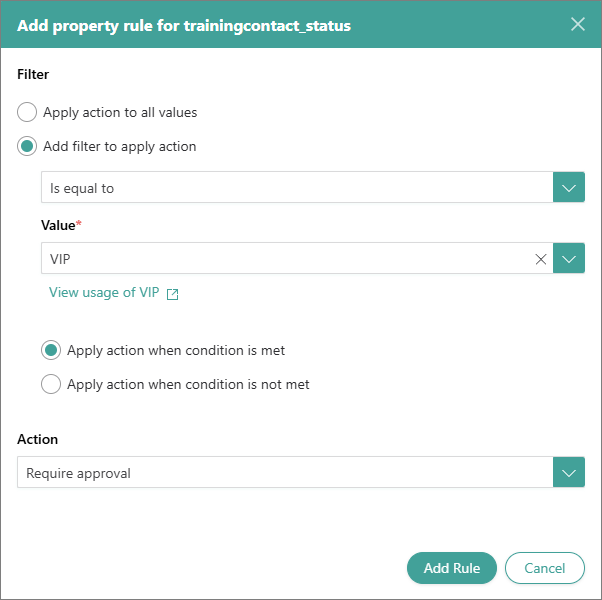 Add property rule for trainingcontact_status
Filter
Apply action to all values
Add filter to apply action
Is equal to
Value*
VIP
View usage of VIP
Apply action when condition is met
Apply action when condition is not met
Action
Require approval
Add Rule
Cancel